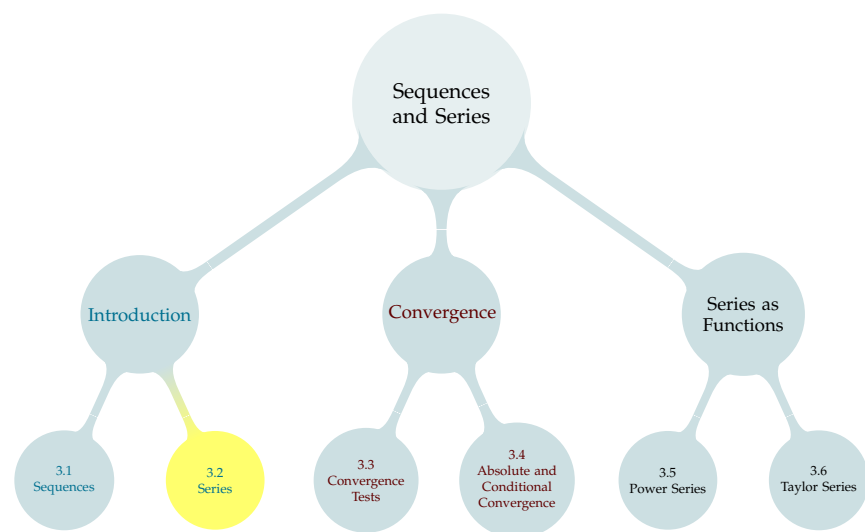 Sequences
and Series
Introduction
Convergence
Series as
Functions
3.1
Sequences
3.2
Series
3.3
Convergence
Tests
3.4
Absolute and
Conditional
Convergence
3.5
Power Series
3.6
Taylor Series